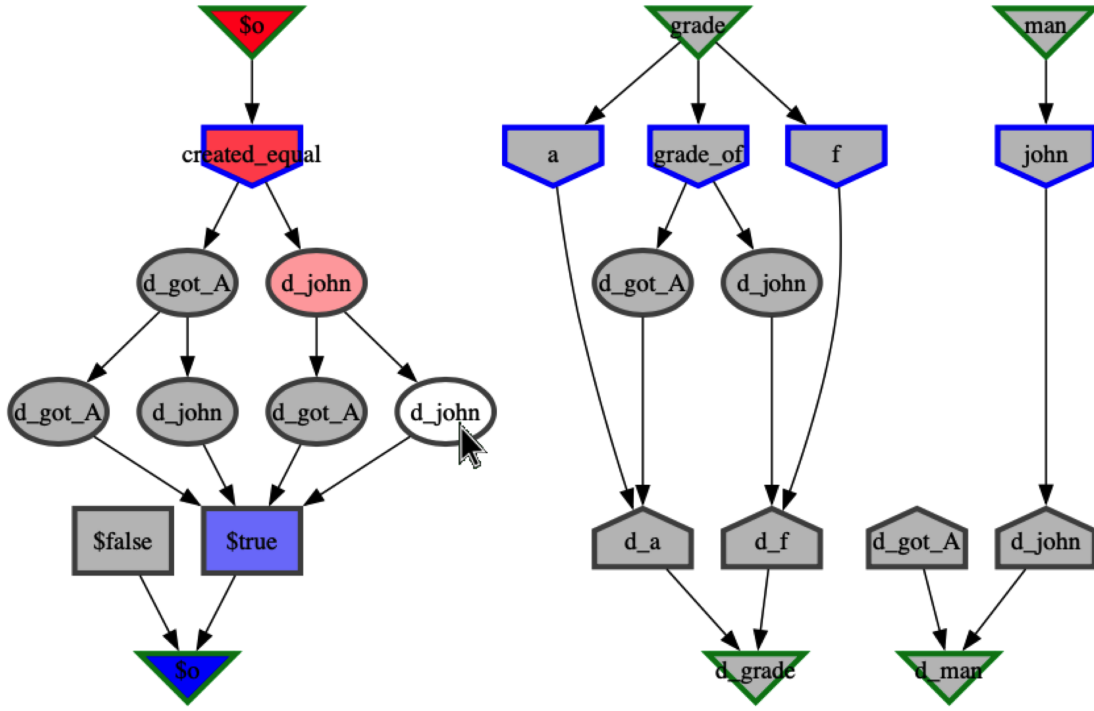 $o grade man
created_equal a grade_of f john
d_got_A d_john d_got_A d_john
d_got_A d_john d_got_A d_john
$false $true d_a d_f d_got_A d_john
$o d_grade d_man